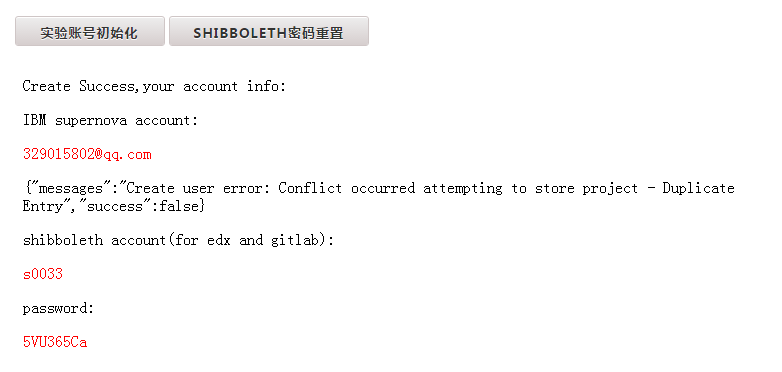 实验账号初始化 SHIBBOLETH密码重置
Create Success,your account info:
IBM supernova account:
329015802@qq.com
{"messages":"Create user error: Conflict occurred attempting to store project - Duplicate
Entry","success":false}
shibboleth account(for edx and gitlab):
s0033
password:
5VU365Ca